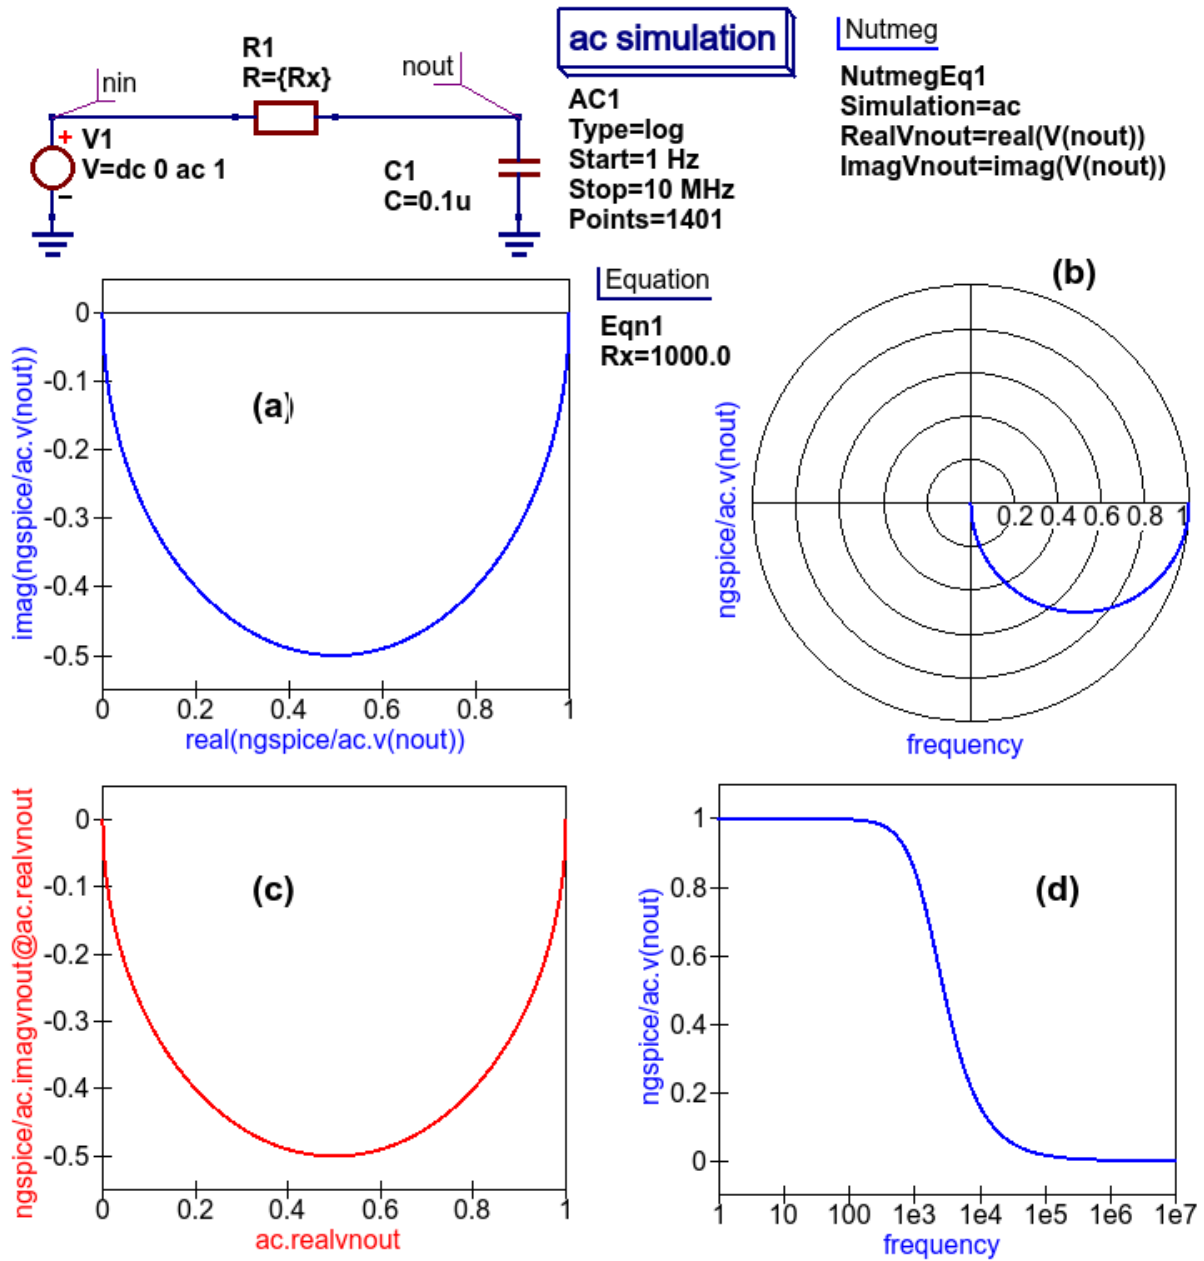 R1
R={Rx}
nin
nout
+
V1
V=dc 0 ac 1
−
C1
C=0.1u
ac simulation
AC1
Type=log
Start=1 Hz
Stop=10 MHz
Points=1401
Nutmeg
NutmegEq1
Simulation=ac
RealVnout=real(V(nout))
ImagVnout=imag(V(nout))
Equation
Eqn1
Rx=1000.0
(a)
imag(ngspice/ac.v(nout))
0
-0.1
-0.2
-0.3
-0.4
-0.5
0 0.2 0.4 0.6 0.8 1
real(ngspice/ac.v(nout))
(b)
ngspice/ac.v(nout)
0.2 0.4 0.6 0.8 1
frequency
(c)
ngspice/ac.imagvnout@ac.realvnout
0
-0.1
-0.2
-0.3
-0.4
-0.5
0 0.2 0.4 0.6 0.8 1
ac.realvnout
(d)
ngspice/ac.v(nout)
1
0.8
0.6
0.4
0.2
0
1 10 100 1e3 1e4 1e5 1e6 1e7
frequency